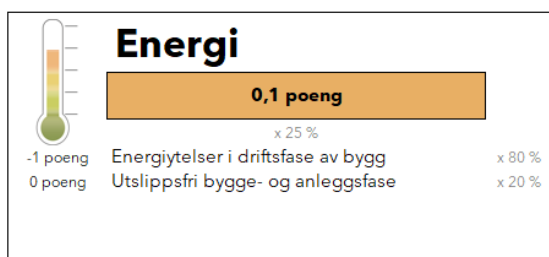 Energi
0,1 poeng
x 25 %
-1 poeng Energiytelser i driftsfase av bygg x 80 %
0 poeng Utslippsfri bygge- og anleggsfase x 20 %